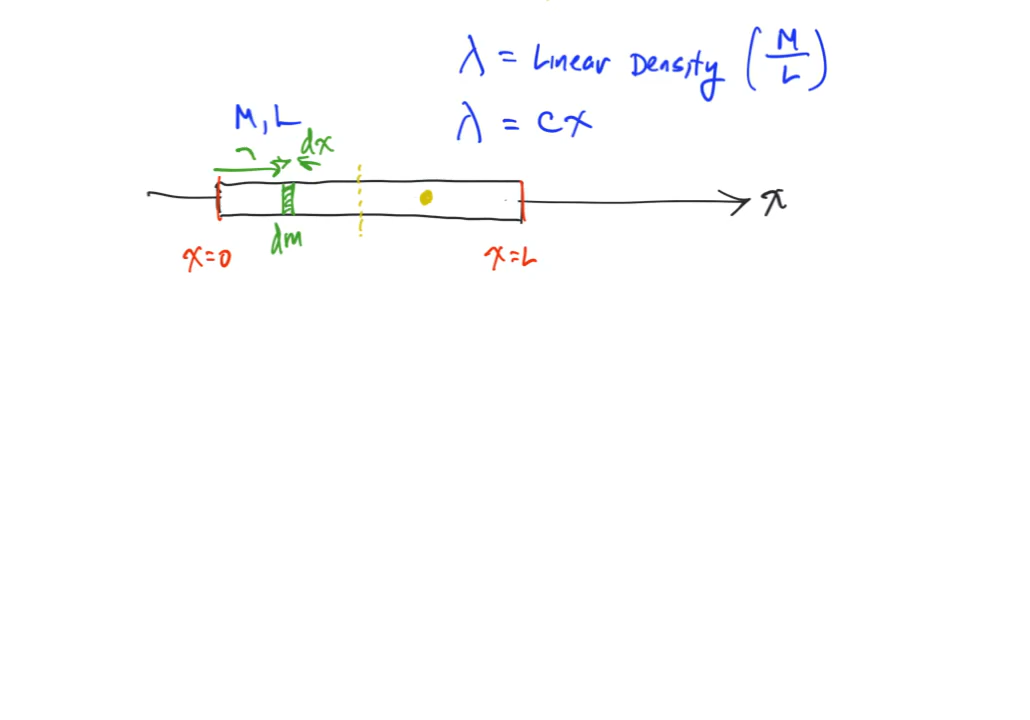 λ = Linear Density (M/L)
λ = cx
M, L
dx
x
dm
x=0
x=L